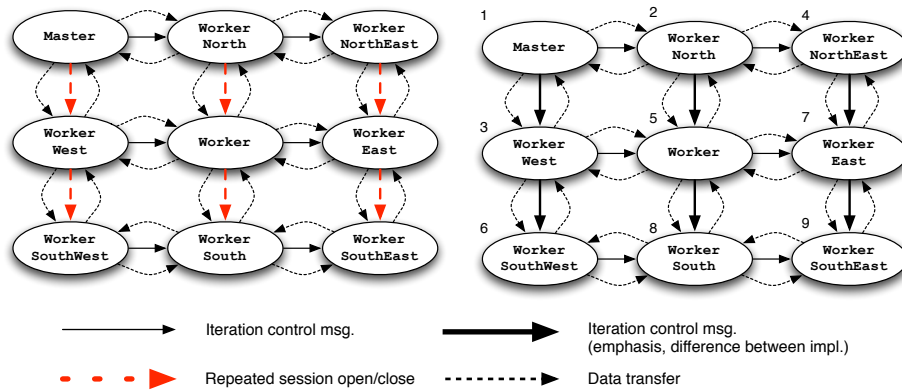 Master
Worker
North
Worker
NorthEast
Worker
West
Worker
Worker
East
Worker
SouthWest
Worker
South
Worker
SouthEast
1
2
4
Master
Worker
North
Worker
NorthEast
3
5
7
Worker
West
Worker
Worker
East
6
8
9
Worker
SouthWest
Worker
South
Worker
SouthEast
Iteration control msg.
Iteration control msg.
(emphasis, difference between impl.)
Repeated session open/close
Data transfer